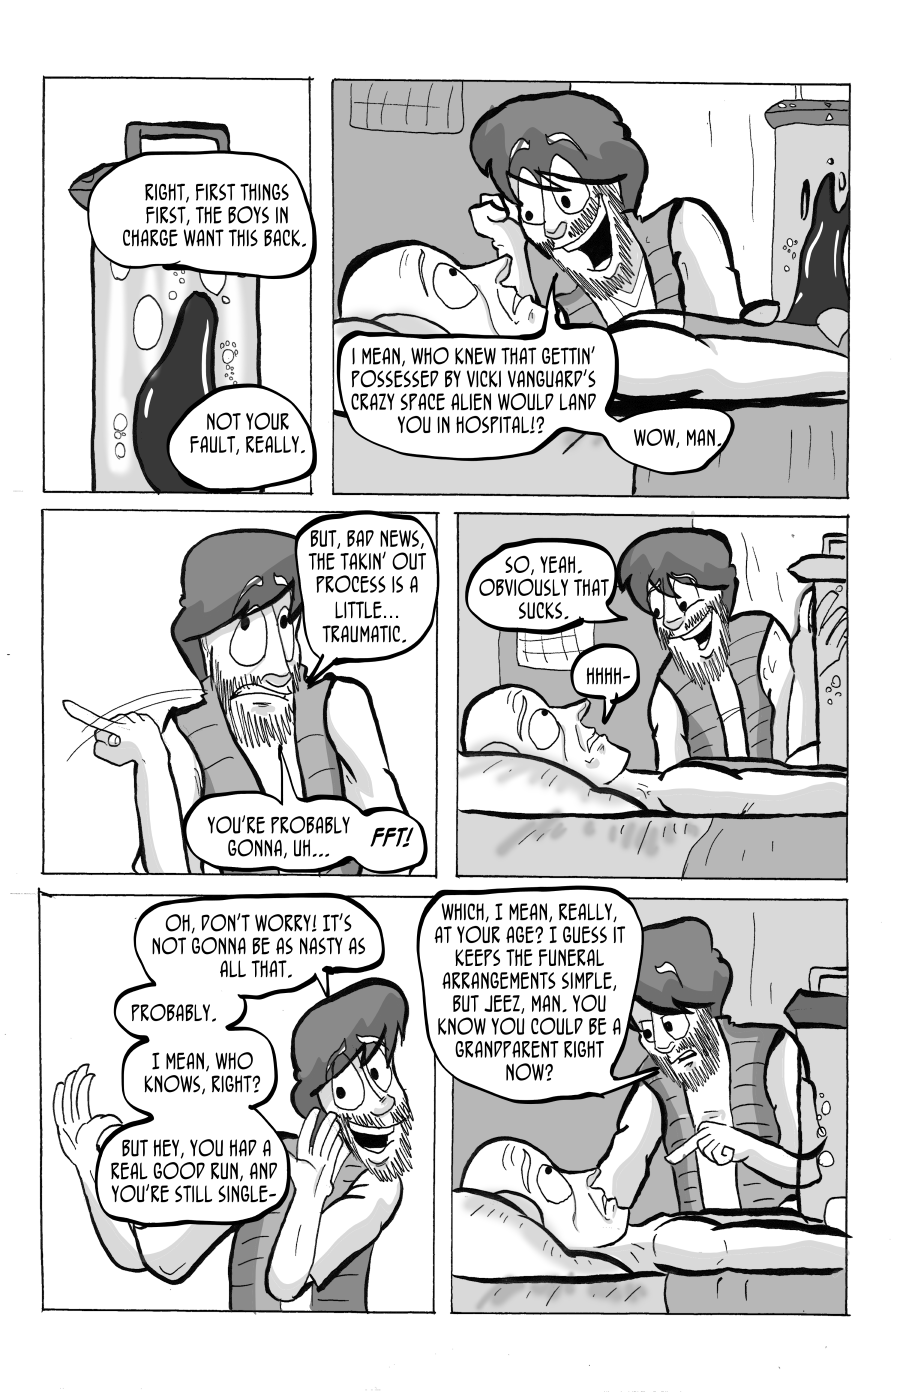 RIGHT, FIRST THINGS
FIRST, THE BOYS IN
CHARGE WANT THIS BACK.
NOT YOUR
FAULT, REALLY.
I MEAN, WHO KNEW THAT GETTIN'
POSSESSED BY VICKI VANGUARD'S
CRAZY SPACE ALIEN WOULD LAND
YOU IN HOSPITAL!?
WOW, MAN.
BUT, BAD NEWS,
THE TAKIN' OUT
PROCESS IS A
LITTLE...
TRAUMATIC.
YOU'RE PROBABLY
GONNA, UH...
FFT!
SO, YEAH.
OBVIOUSLY THAT
SUCKS.
HHHH-
OH, DON'T WORRY! IT'S
NOT GONNA BE AS NASTY AS
ALL THAT.
PROBABLY.
I MEAN, WHO
KNOWS, RIGHT?
BUT HEY, YOU HAD A
REAL GOOD RUN, AND
YOU'RE STILL SINGLE-
WHICH, I MEAN, REALLY,
AT YOUR AGE? I GUESS IT
KEEPS THE FUNERAL
ARRANGEMENTS SIMPLE,
BUT JEEZ, MAN. YOU
KNOW YOU COULD BE A
GRANDPARENT RIGHT
NOW?